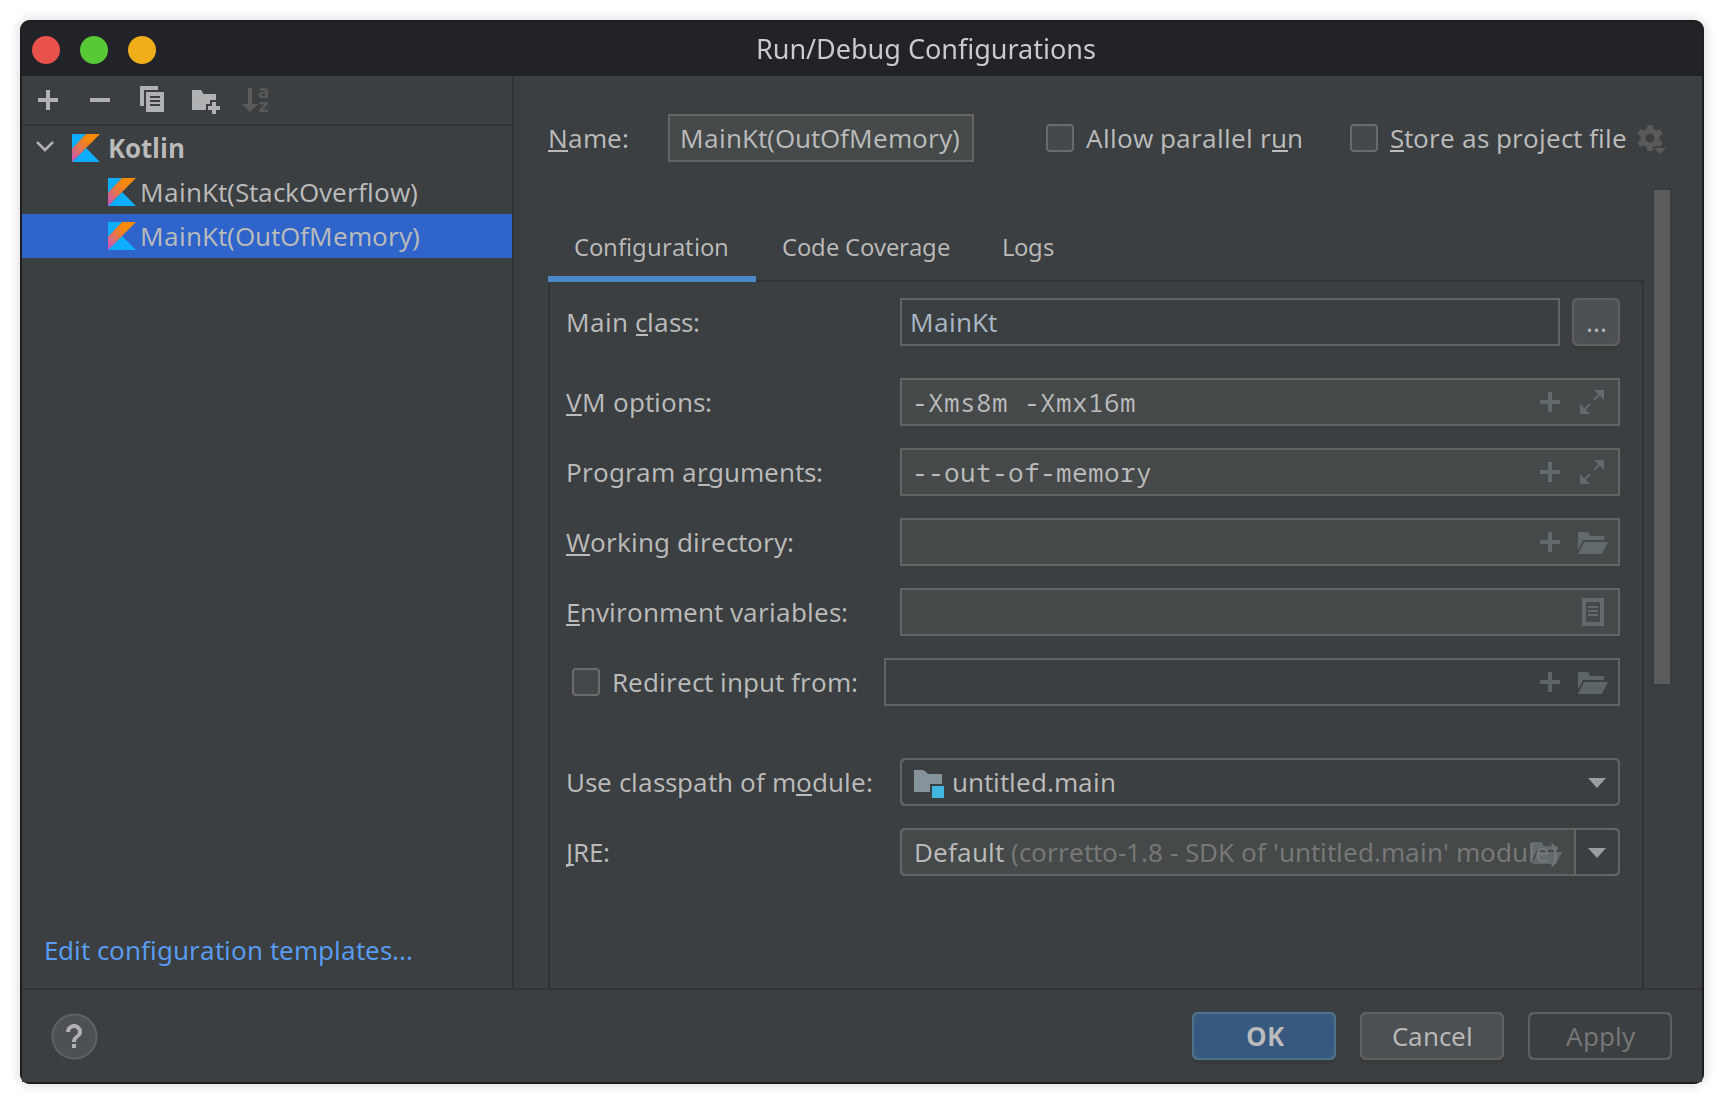 Run/Debug Configurations
Kotlin
MainKt(StackOverflow)
MainKt(OutOfMemory)
Edit configuration templates...
Name: MainKt(OutOfMemory) Allow parallel run Store as project file
Configuration Code Coverage Logs
Main class: MainKt ...
VM options: -Xms8m -Xmx16m
Program arguments: --out-of-memory
Working directory:
Environment variables:
Redirect input from:
Use classpath of module: untitled.main
JRE: Default (corretto-1.8 - SDK of 'untitled.main' module)
? OK Cancel Apply